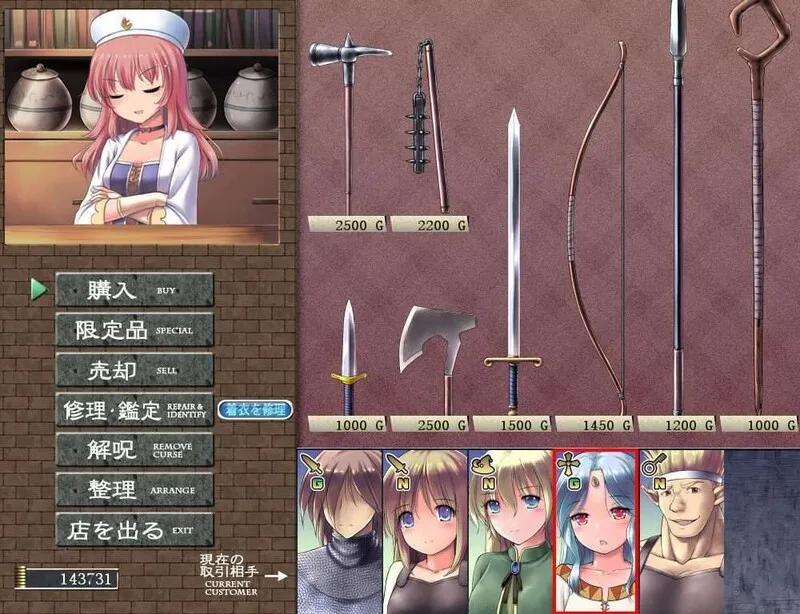 購入 BUY
限定品 SPECIAL
売却 SELL
修理・鑑定 REPAIR & IDENTIFY
着衣を修理
解呪 REMOVE CURSE
整理 ARRANGE
店を出る EXIT
143731
現在の
取引相手
CURRENT
CUSTOMER
2500 G
2200 G
1000 G
2500 G
1500 G
1450 G
1200 G
1000 G
G
N
N
G
N